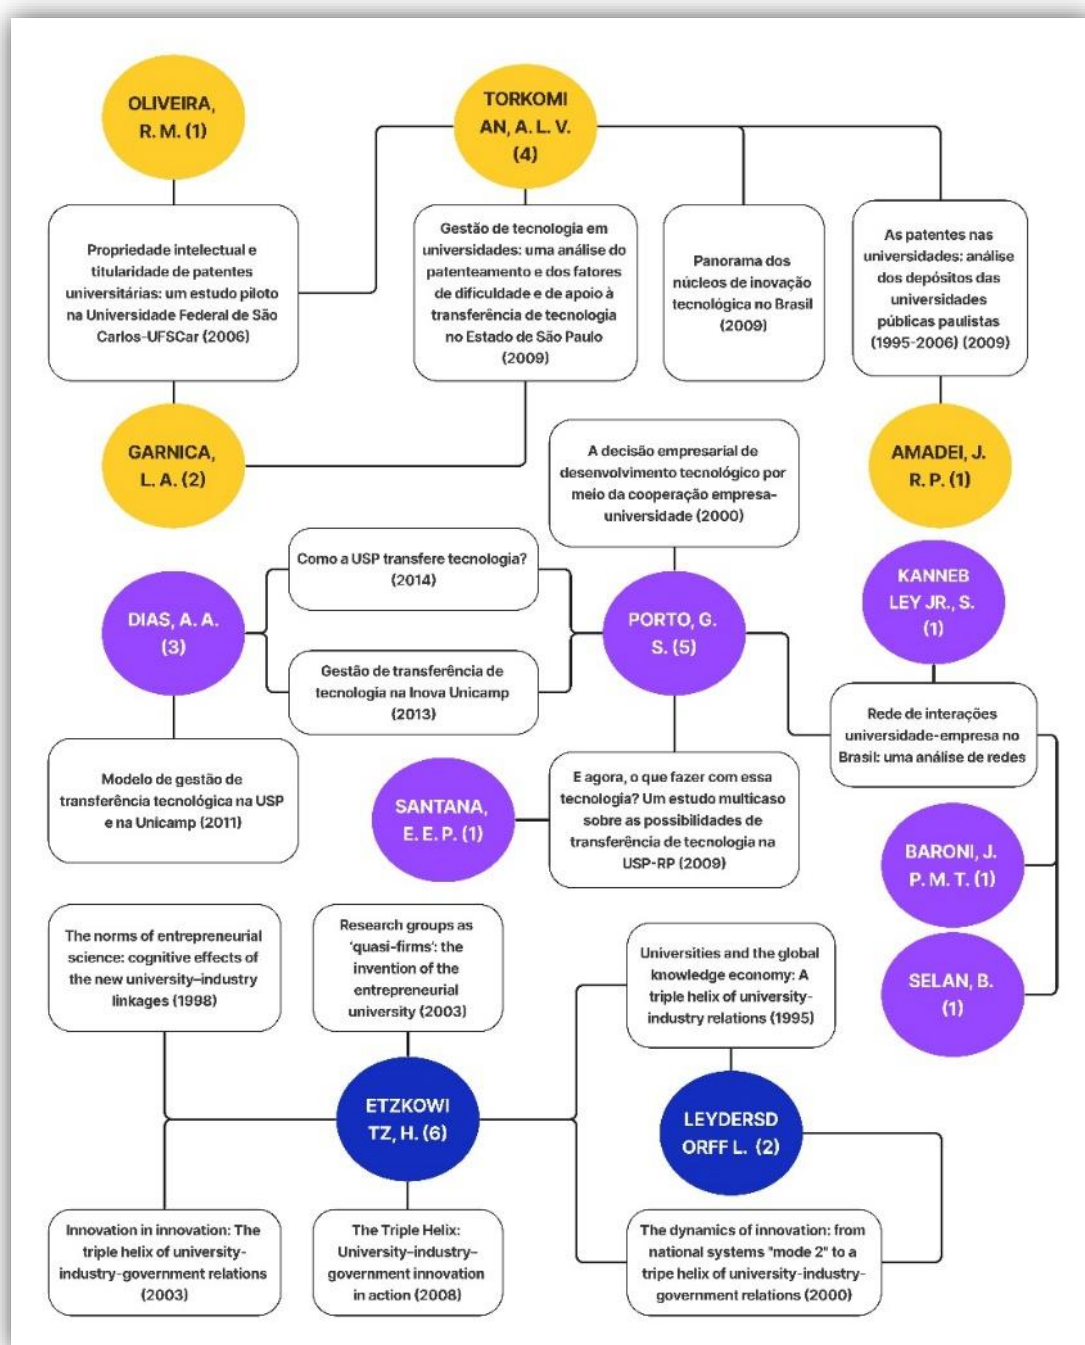 OLIVEIRA,
R. M. (1)
TORKOMI
AN, A. L. V.
(4)
Propriedade intelectual e
titularidade de patentes
universitárias: um estudo piloto
na Universidade Federal de São
Carlos-UFSCar (2006)
Gestão de tecnologia em
universidades: uma análise do
patenteamento e dos fatores
de dificuldade e de apoio à
transferência de tecnologia
no Estado de São Paulo
(2009)
Panorama dos
núcleos de inovação
tecnológica no Brasil
(2009)
As patentes nas
universidades: análise
dos depósitos das
universidades
públicas paulistas
(1995-2006) (2009)
GARNICA,
L. A. (2)
A decisão empresarial de
desenvolvimento tecnológico por
meio da cooperação empresa-
universidade (2000)
AMADEI, J.
R. P. (1)
Como a USP transfere tecnologia?
(2014)
KANNEB
LEY JR., S.
(1)
DIAS, A. A.
(3)
PORTO, G.
S. (5)
Gestão de transferência de
tecnologia na Inova Unicamp
(2013)
Rede de interações
universidade-empresa no
Brasil: uma análise de redes
Modelo de gestão de
transferência tecnológica na USP
e na Unicamp (2011)
SANTANA,
E. E. P. (1)
E agora, o que fazer com essa
tecnologia? Um estudo multicaso
sobre as possibilidades de
transferência de tecnologia na
USP-RP (2009)
BARONI, J.
P. M. T. (1)
The norms of entrepreneurial
science: cognitive effects of
the new university–industry
linkages (1998)
Research groups as
‘quasi-firms’: the
invention of the
entrepreneurial
university (2003)
Universities and the global
knowledge economy: A
triple helix of university-
industry relations (1995)
SELAN, B.
(1)
ETZKOWI
TZ, H. (6)
LEYDERSD
ORFF L. (2)
Innovation in innovation: The
triple helix of university-
industry-government relations
(2003)
The Triple Helix:
University–industry–
government innovation
in action (2008)
The dynamics of innovation: from
national systems "mode 2" to a
tripe helix of university-industry-
government relations (2000)